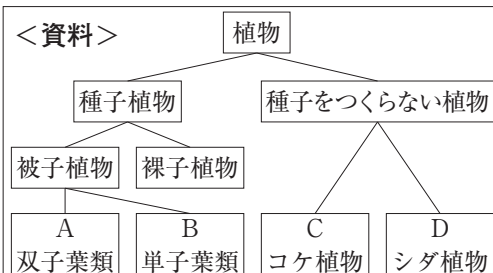 ＜資料＞
植物
種子植物 種子をつくらない植物
被子植物 裸子植物
A B C D
双子葉類 単子葉類 コケ植物 シダ植物